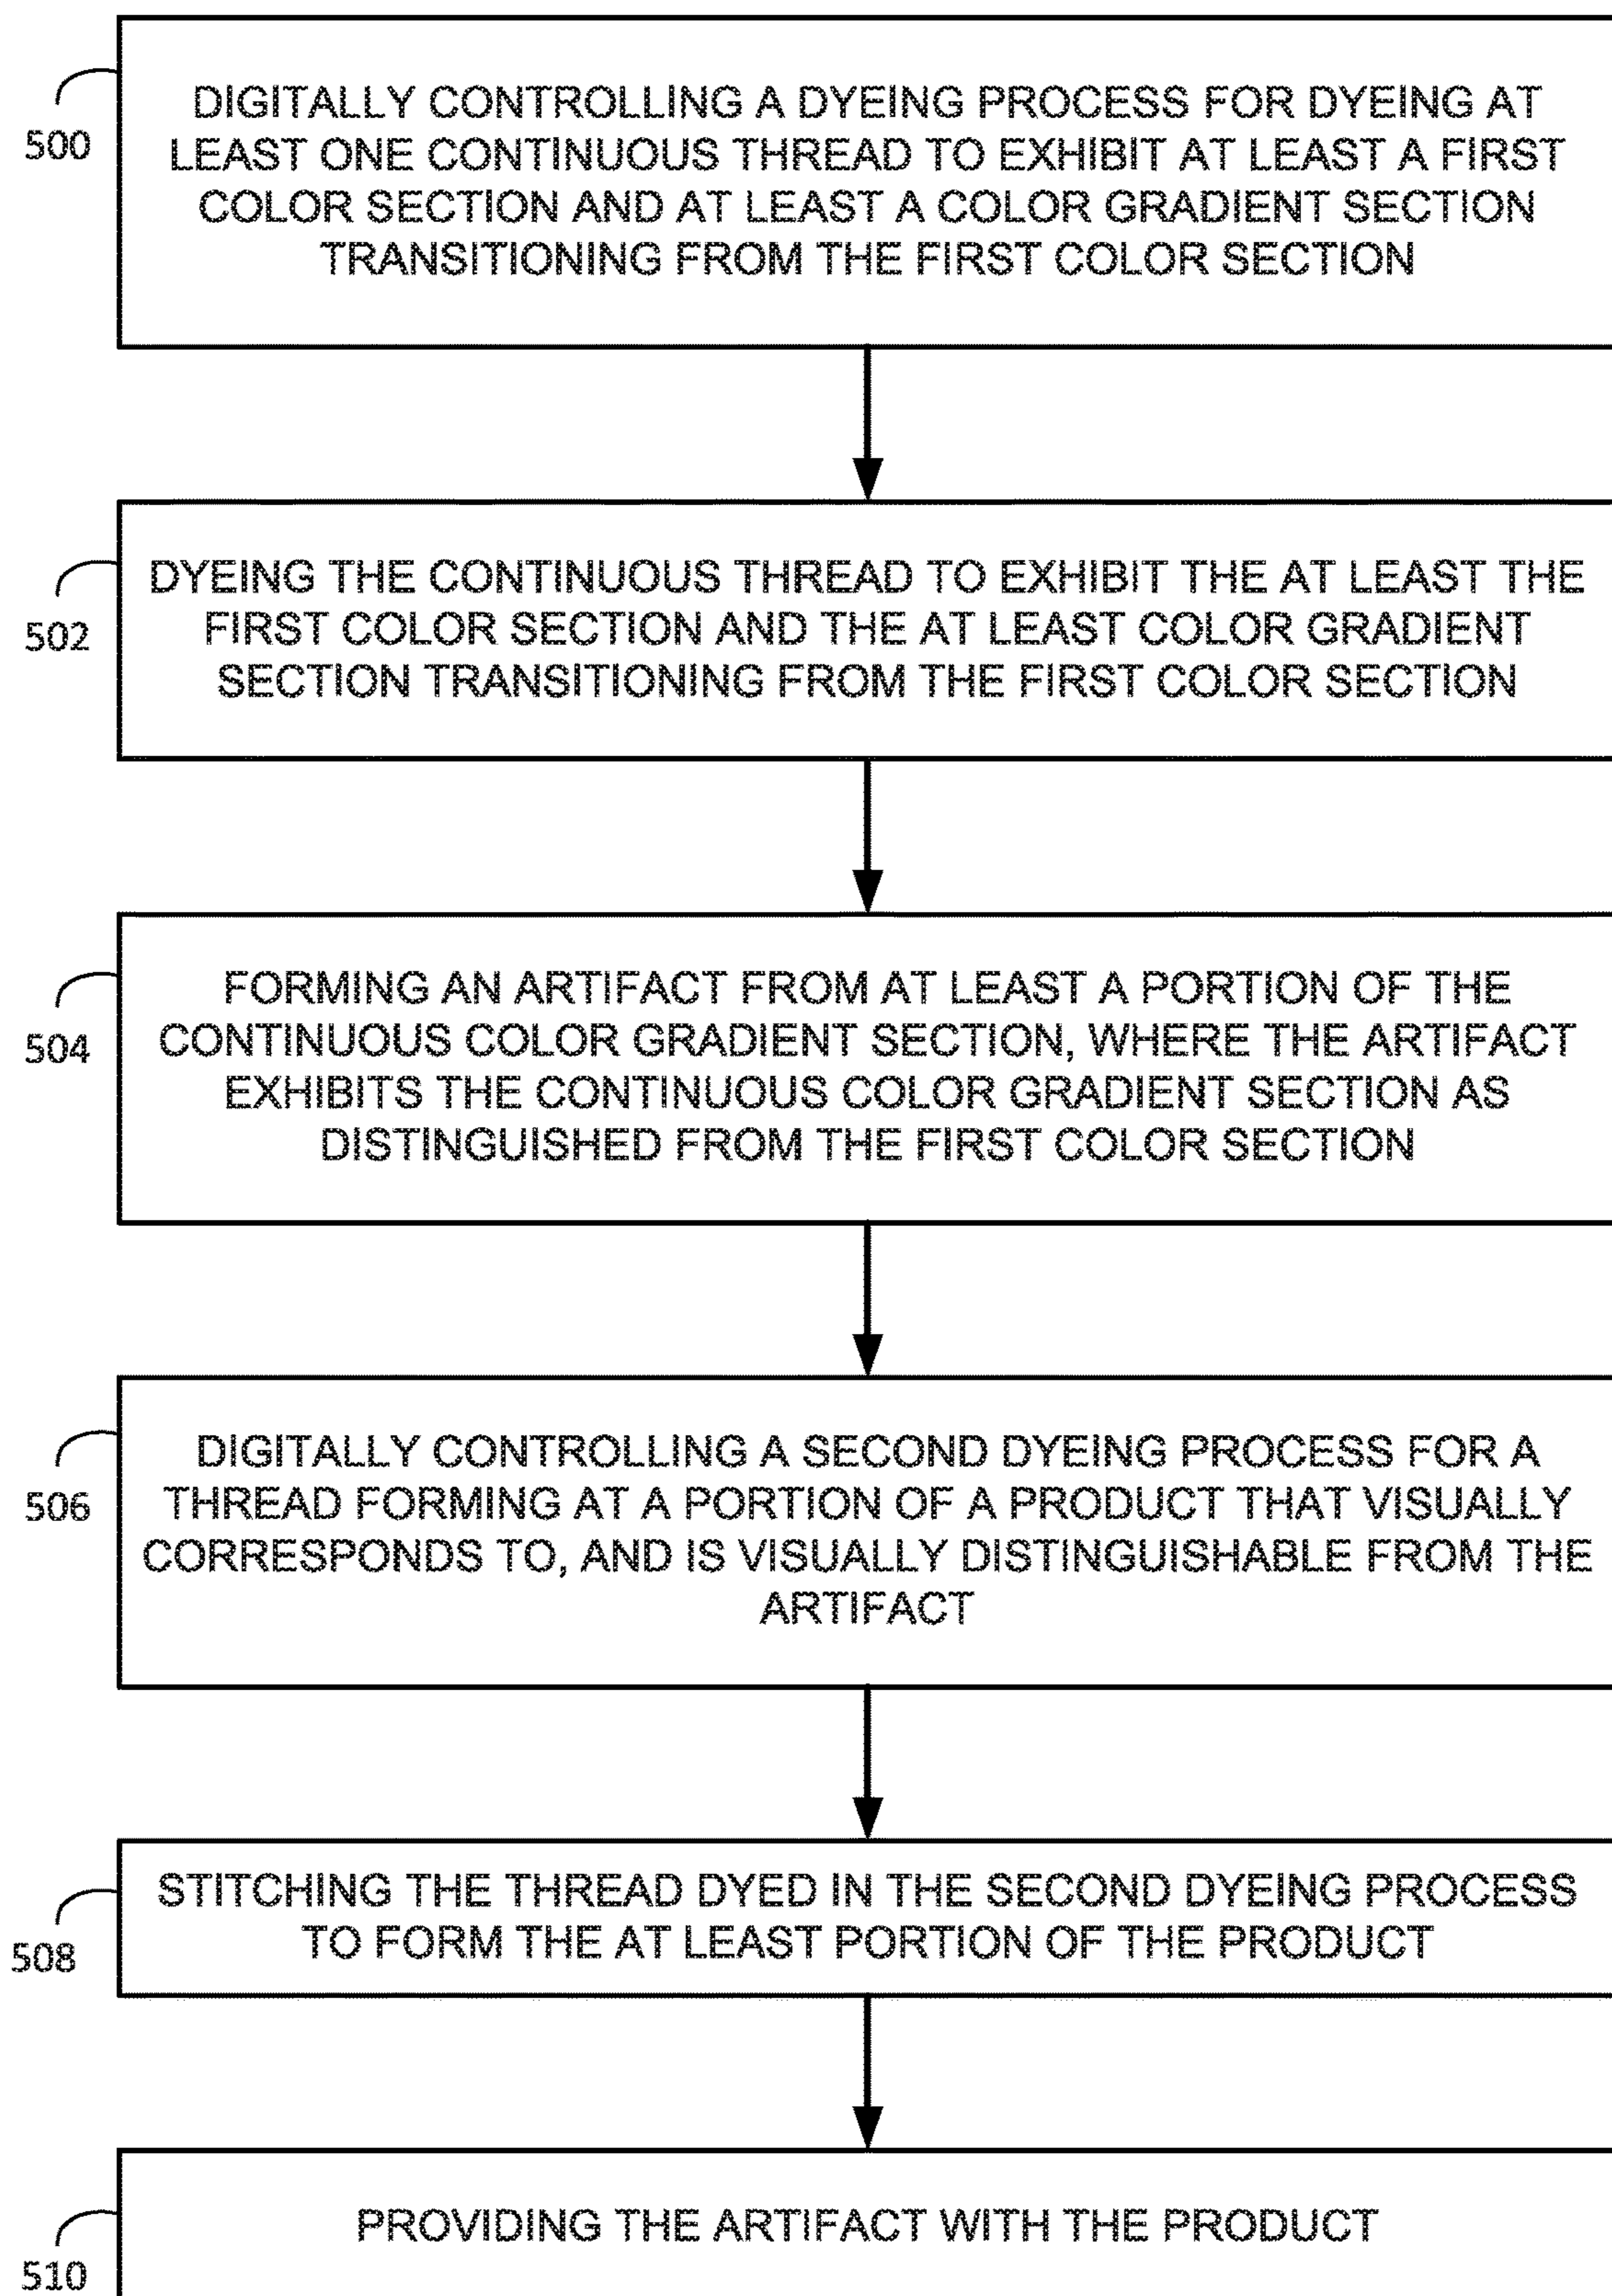 DIGITALLY CONTROLLING A DYEING PROCESS FOR DYEING AT
LEAST ONE CONTINUOUS THREAD TO EXHIBIT AT LEAST A FIRST
COLOR SECTION AND AT LEAST A COLOR GRADIENT SECTION
TRANSITIONING FROM THE FIRST COLOR SECTION
500
DYEING THE CONTINUOUS THREAD TO EXHIBIT THE AT LEAST THE
FIRST COLOR SECTION AND THE AT LEAST COLOR GRADIENT
SECTION TRANSITIONING FROM THE FIRST COLOR SECTION
502
FORMING AN ARTIFACT FROM AT LEAST A PORTION OF THE
CONTINUOUS COLOR GRADIENT SECTION, WHERE THE ARTIFACT
EXHIBITS THE CONTINUOUS COLOR GRADIENT SECTION AS
DISTINGUISHED FROM THE FIRST COLOR SECTION
504
DIGITALLY CONTROLLING A SECOND DYEING PROCESS FOR A
THREAD FORMING AT A PORTION OF A PRODUCT THAT VISUALLY
CORRESPONDS TO, AND IS VISUALLY DISTINGUISHABLE FROM THE
ARTIFACT
506
STITCHING THE THREAD DYED IN THE SECOND DYEING PROCESS
TO FORM THE AT LEAST PORTION OF THE PRODUCT
508
PROVIDING THE ARTIFACT WITH THE PRODUCT
510